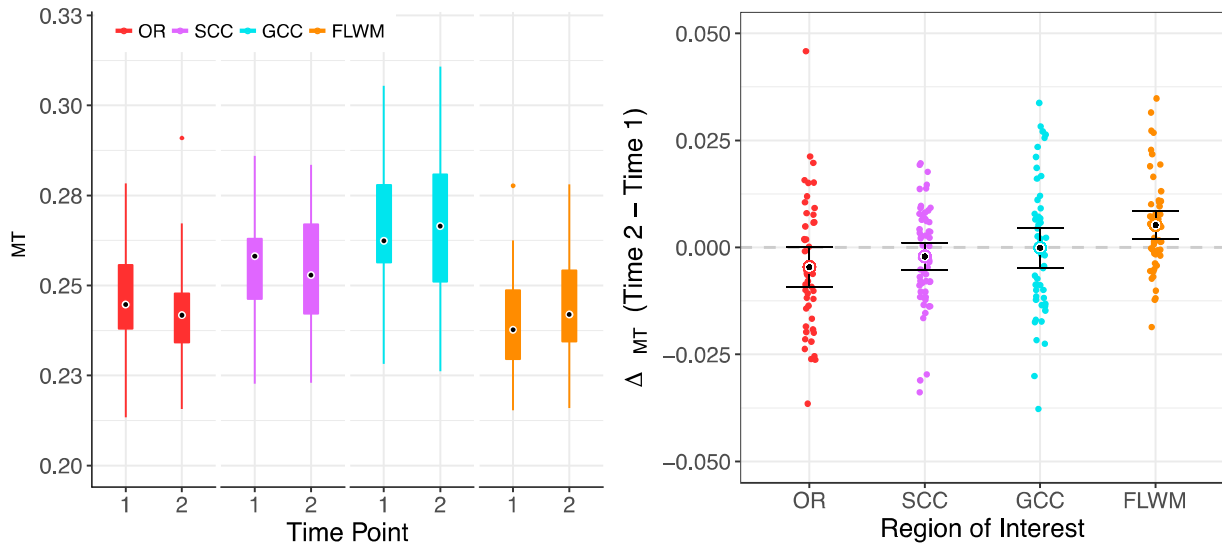 OR SCC GCC FLWM
MT
0.33
0.30
0.28
0.25
0.23
0.20
1 2 1 2 1 2 1 2
Time Point
Δ MT (Time 2 − Time 1)
0.050
0.025
0.000
−0.025
−0.050
OR SCC GCC FLWM
Region of Interest